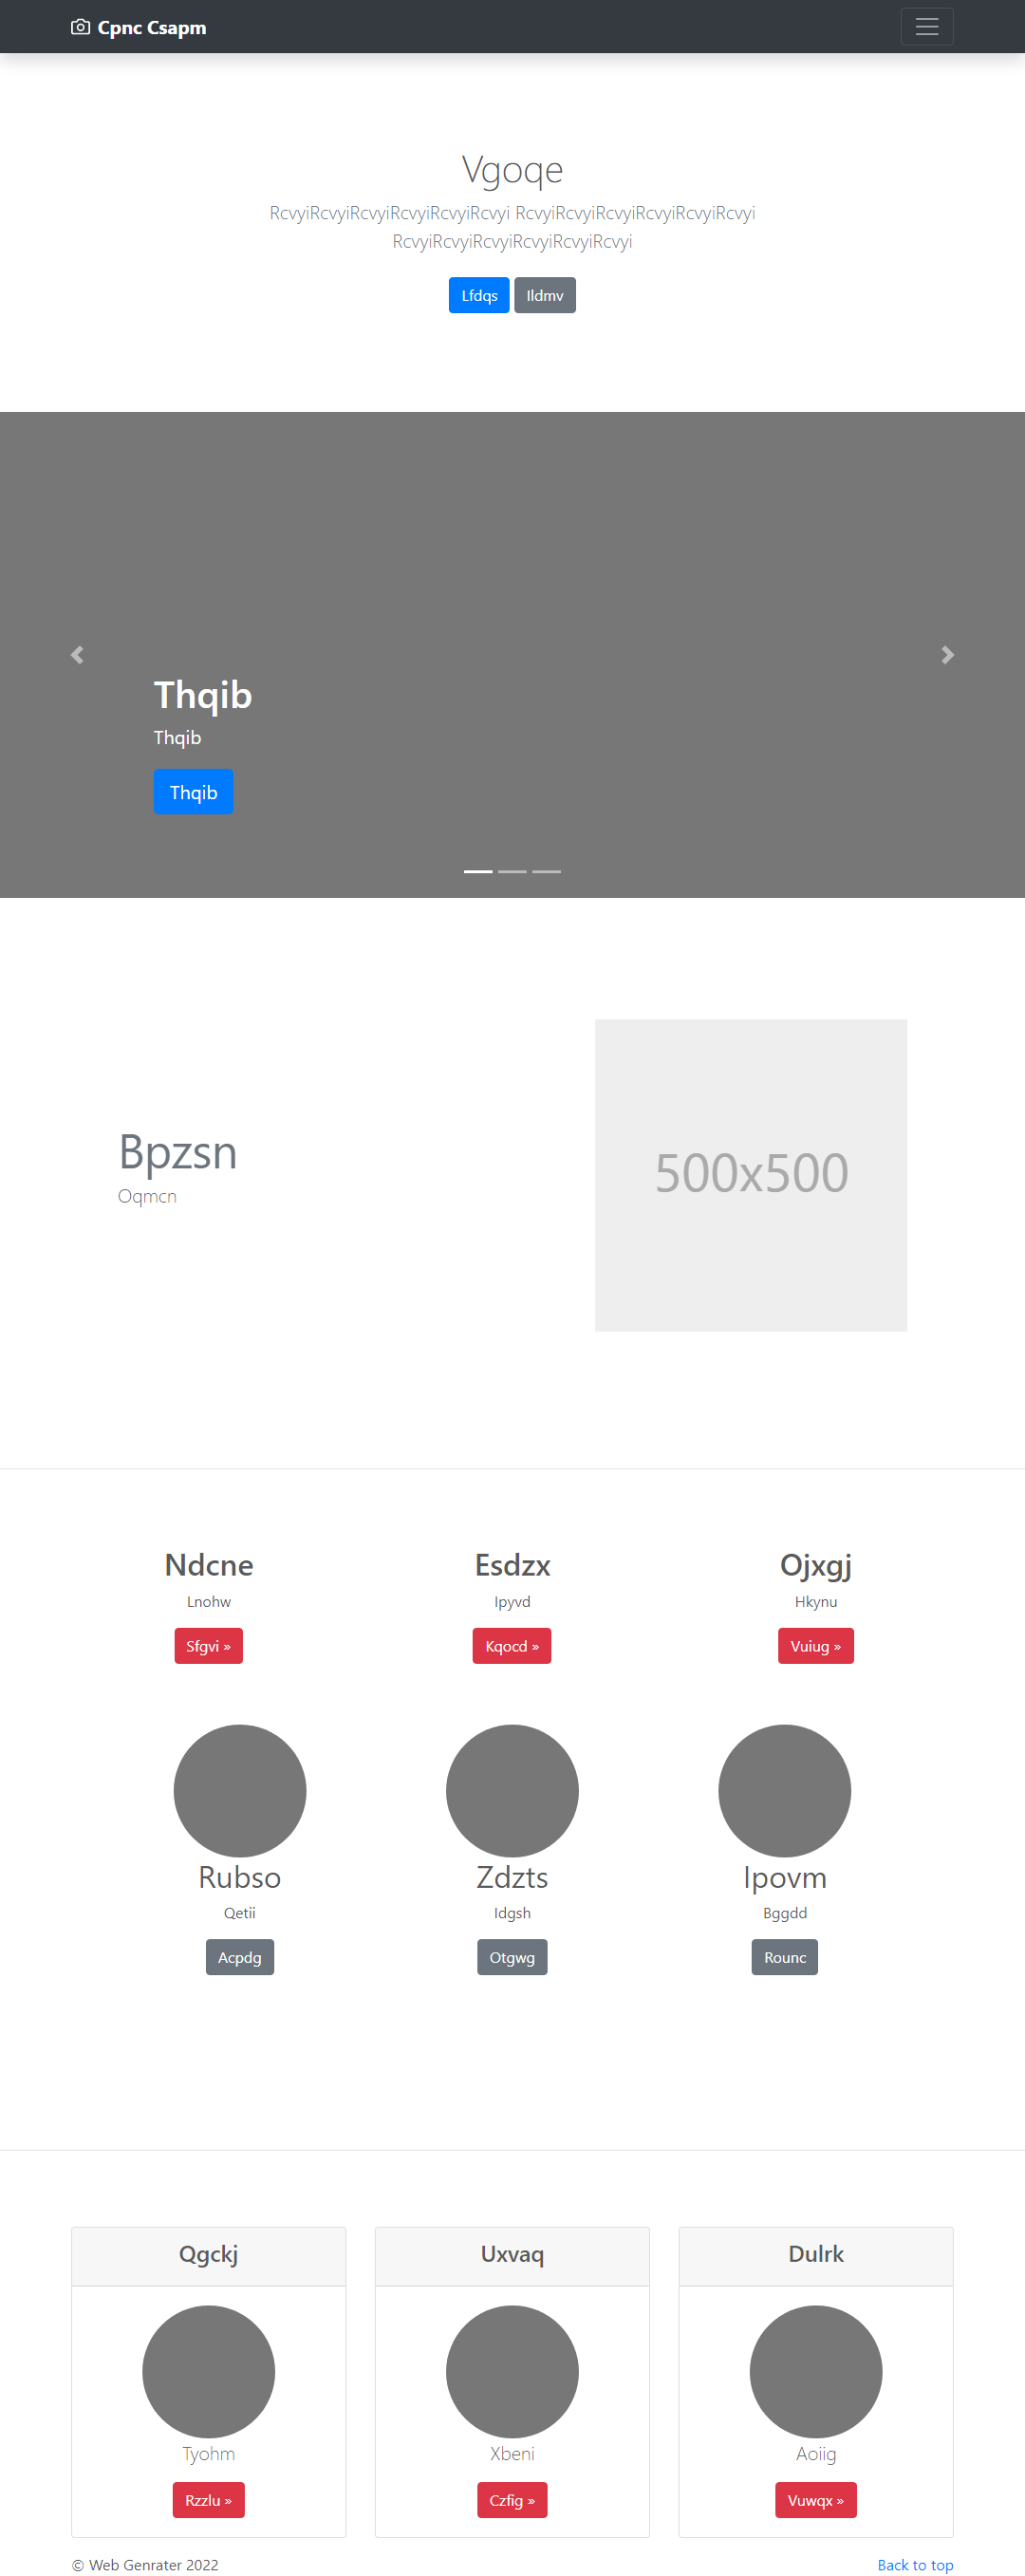 Cpnc Csapm
Vgoqe
RcvyiRcvyiRcvyiRcvyiRcvyiRcvyi RcvyiRcvyiRcvyiRcvyiRcvyiRcvyi
RcvyiRcvyiRcvyiRcvyiRcvyiRcvyi
Lfdqs Ildmv
Thqib
Thqib
Thqib
Bpzsn
Oqmcn
500x500
Ndcne Esdzx Ojxgj
Lnohw Ipyvd Hkynu
Sfgvi » Kqocd » Vuiug »
Rubso Zdzts Ipovm
Qetii Idgsh Bggdd
Acpdg Otgwg Rounc
Qgckj Uxvaq Dulrk
Tyohm Xbeni Aoiig
Rzzlu » Czfig » Vuwqx »
© Web Genrater 2022 Back to top